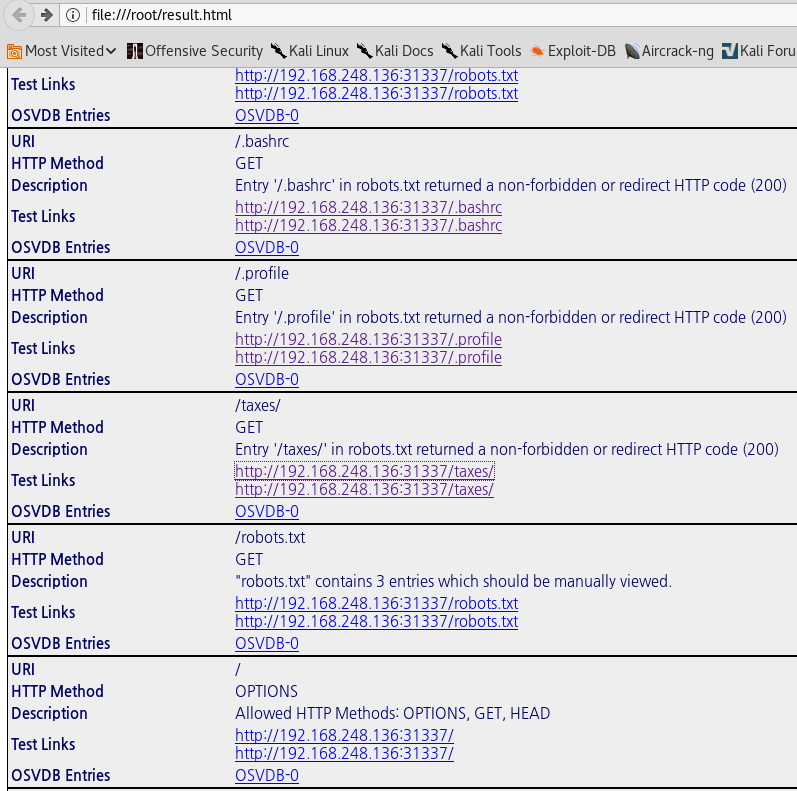 file:///root/result.html
Most Visited Offensive Security Kali Linux Kali Docs Kali Tools Exploit-DB Aircrack-ng Kali Foru
Test Links http://192.168.248.136:31337/robots.txt
http://192.168.248.136:31337/robots.txt
OSVDB Entries OSVDB-0
URI /.bashrc
HTTP Method GET
Description Entry '/.bashrc' in robots.txt returned a non-forbidden or redirect HTTP code (200)
Test Links http://192.168.248.136:31337/.bashrc
http://192.168.248.136:31337/.bashrc
OSVDB Entries OSVDB-0
URI /.profile
HTTP Method GET
Description Entry '/.profile' in robots.txt returned a non-forbidden or redirect HTTP code (200)
Test Links http://192.168.248.136:31337/.profile
http://192.168.248.136:31337/.profile
OSVDB Entries OSVDB-0
URI /taxes/
HTTP Method GET
Description Entry '/taxes/' in robots.txt returned a non-forbidden or redirect HTTP code (200)
Test Links http://192.168.248.136:31337/taxes/
http://192.168.248.136:31337/taxes/
OSVDB Entries OSVDB-0
URI /robots.txt
HTTP Method GET
Description "robots.txt" contains 3 entries which should be manually viewed.
Test Links http://192.168.248.136:31337/robots.txt
http://192.168.248.136:31337/robots.txt
OSVDB Entries OSVDB-0
URI /
HTTP Method OPTIONS
Description Allowed HTTP Methods: OPTIONS, GET, HEAD
Test Links http://192.168.248.136:31337/
http://192.168.248.136:31337/
OSVDB Entries OSVDB-0